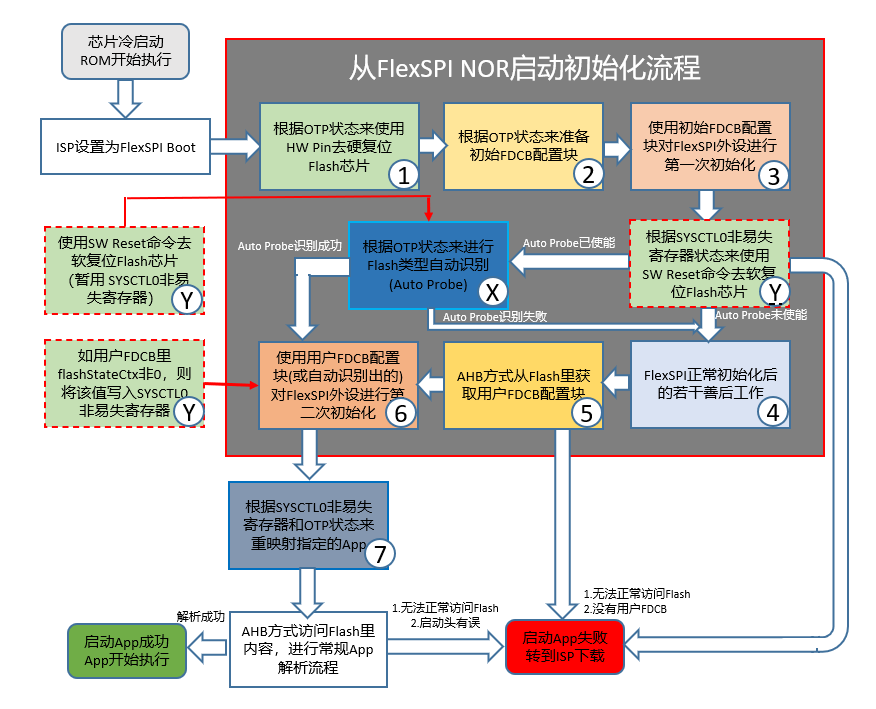 芯片冷启动
ROM开始执行
从FlexSPI NOR启动初始化流程
ISP设置为FlexSPI Boot
根据OTP状态来使用
HW Pin去硬复位
Flash芯片
1
根据OTP状态来准备
初始FDCB配置块
2
使用初始FDCB配置
块对FlexSPI外设进行
第一次初始化
3
使用SW Reset命令去
软复位Flash芯片
(暂用 SYSCTL0非易
失寄存器)
Y
Auto Probe识别成功
根据OTP状态来进行
Flash类型自动识别
(Auto Probe)
X
Auto Probe已使能
根据SYSCTL0非易失
寄存器状态来使用
SW Reset命令去软复
位Flash芯片
Y
Auto Probe识别失败
Auto Probe未使能
如用户FDCB里
flashStateCtx非0，则
将该值写入SYSCTL0
非易失寄存器
Y
使用用户FDCB配置
块(或自动识别出的)
对FlexSPI外设进行第
二次初始化
6
AHB方式从Flash里获
取用户FDCB配置块
5
FlexSPI正常初始化后
的若干善后工作
4
根据SYSCTL0非易失
寄存器和OTP状态来
重映射指定的App
7
解析成功
启动App成功
App开始执行
AHB方式访问Flash里
内容，进行常规App
解析流程
1.无法正常访问Flash
2.启动头有误
1.无法正常访问Flash
2.没有用户FDCB
启动App失败
转到ISP下载